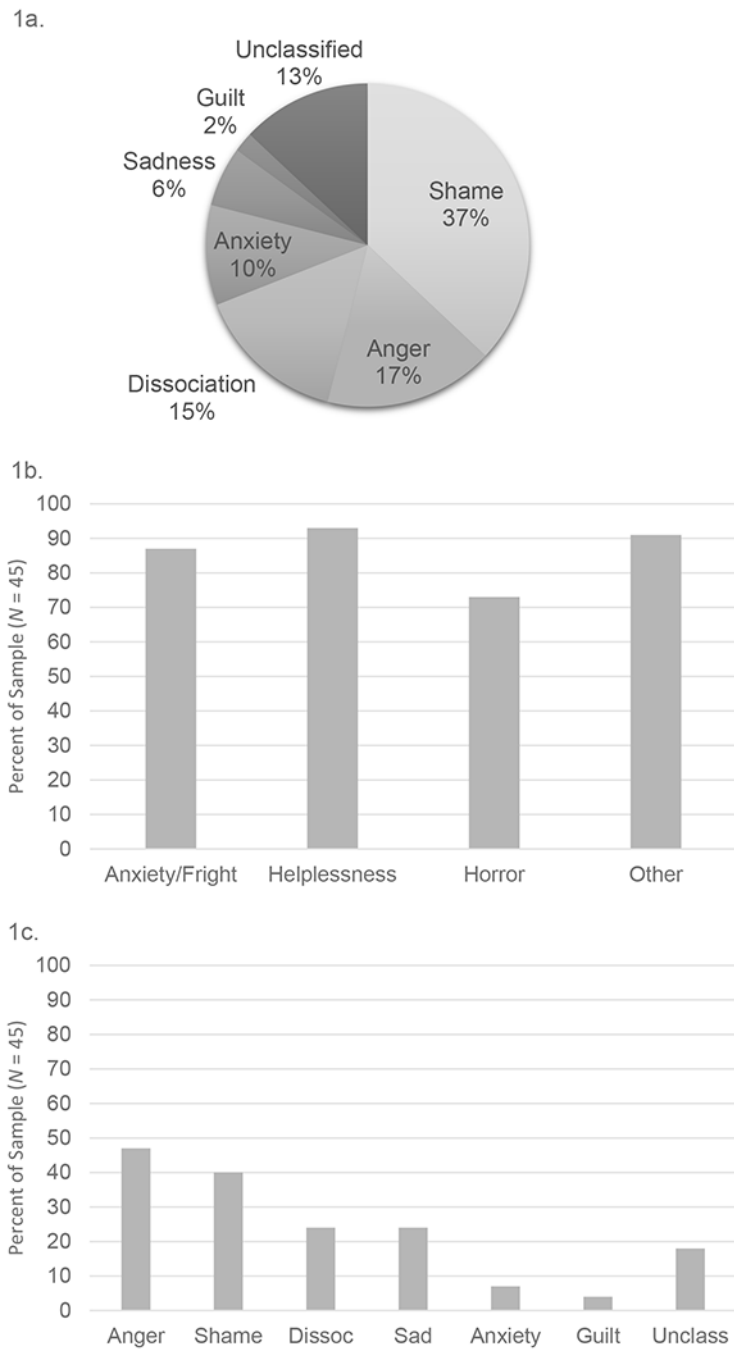 1a.
Unclassified
13%
Guilt
2%
Sadness
6%
Shame
37%
Anxiety
10%
Anger
17%
Dissociation
15%
1b.
Percent of Sample (N = 45)
100
90
80
70
60
50
40
30
20
10
0
Anxiety/Fright Helplessness Horror Other
1c.
Percent of Sample (N = 45)
100
90
80
70
60
50
40
30
20
10
0
Anger Shame Dissoc Sad Anxiety Guilt Unclass